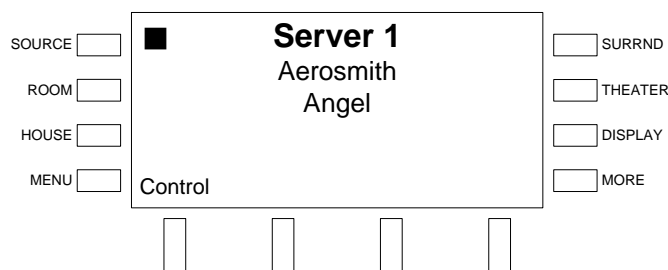 Server 1
Aerosmith
Angel
Control
SOURCE
ROOM
HOUSE
MENU
SURRND
THEATER
DISPLAY
MORE